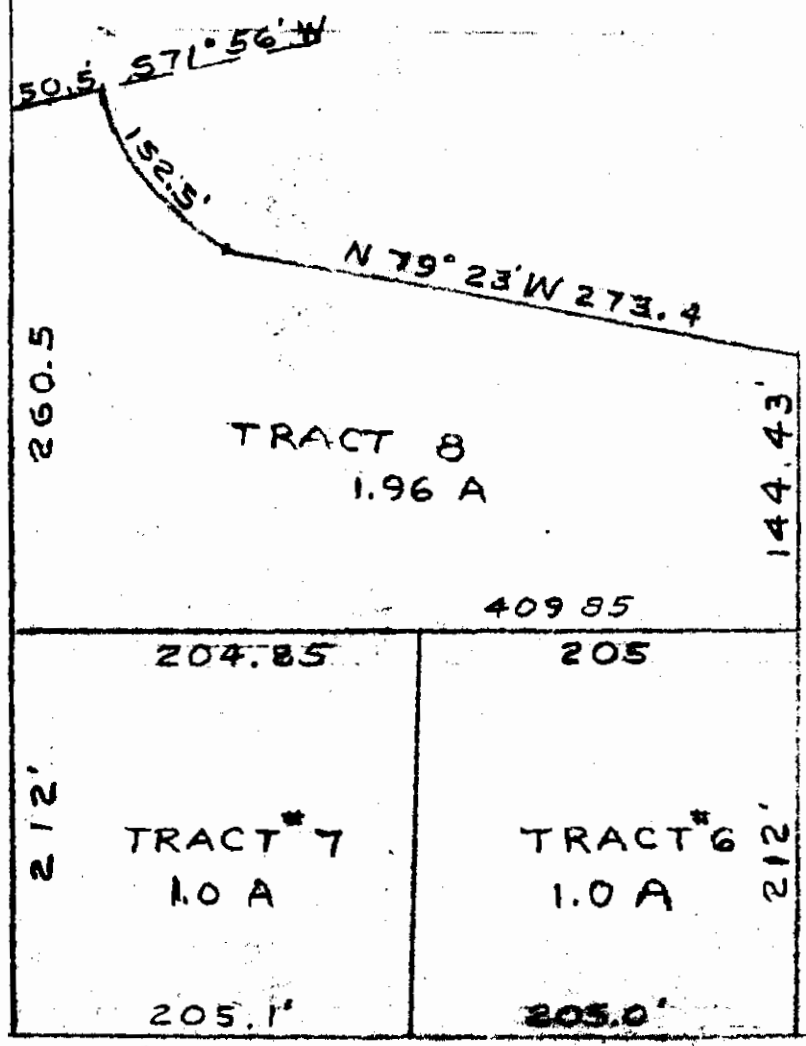 50.5'
S71° 56' W
152.5'
N 79° 23' W 273.4
260.5
TRACT 8
1.96 A
144.43'
409 85
204.85
205
212'
TRACT # 7
1.0 A
TRACT # 6
1.0 A
212'
205.1'
205.0'